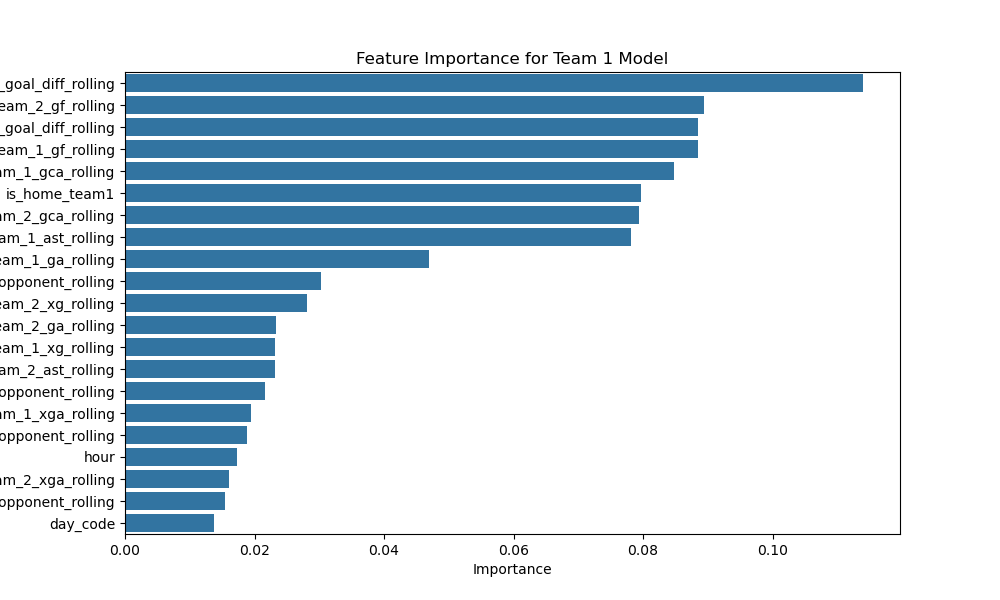 Feature Importance for Team 1 Model
_goal_diff_rolling
eam_2_gf_rolling
_goal_diff_rolling
eam_1_gf_rolling
am_1_gca_rolling
is_home_team1
am_2_gca_rolling
am_1_ast_rolling
eam_1_ga_rolling
opponent_rolling
eam_2_xg_rolling
eam_2_ga_rolling
eam_1_xg_rolling
am_2_ast_rolling
opponent_rolling
am_1_xga_rolling
opponent_rolling
hour
am_2_xga_rolling
opponent_rolling
day_code
0.00 0.02 0.04 0.06 0.08 0.10
Importance